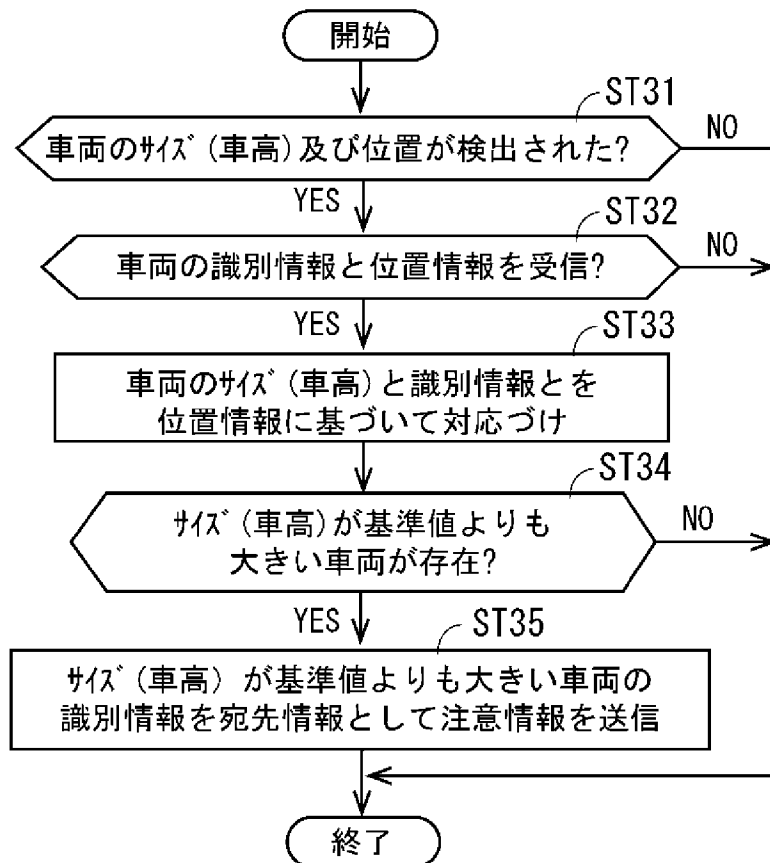 開始
ST31
車両のｻｲｽﾞ(車高)及び位置が検出された?
NO
YES
ST32
車両の識別情報と位置情報を受信?
NO
YES
ST33
車両のｻｲｽﾞ(車高)と識別情報とを
位置情報に基づいて対応づけ
ST34
ｻｲｽﾞ(車高)が基準値よりも
大きい車両が存在?
NO
YES
ST35
ｻｲｽﾞ(車高) が基準値よりも大きい車両の
識別情報を宛先情報として注意情報を送信
終了